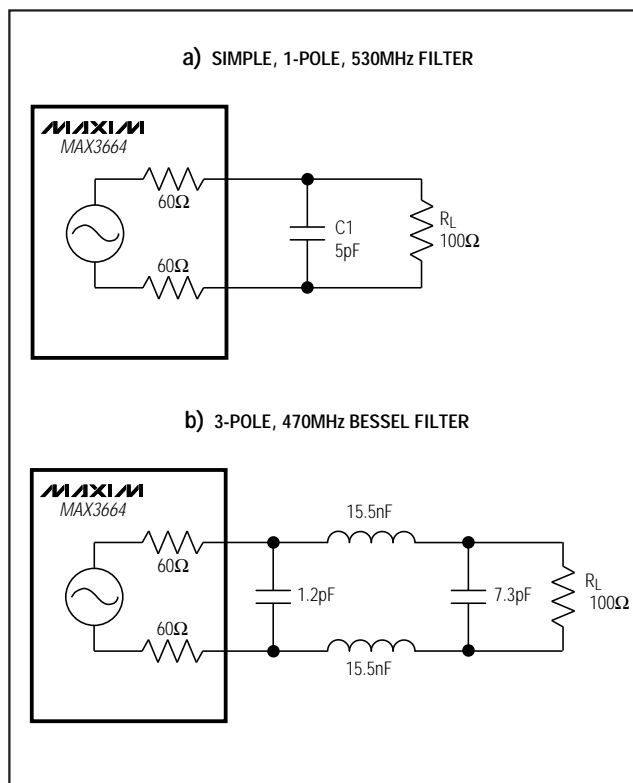 a) SIMPLE, 1-POLE, 530MHz FILTER
MAXIM
MAX3664
60Ω
60Ω
C1
5pF
RL
100Ω
b) 3-POLE, 470MHz BESSEL FILTER
MAXIM
MAX3664
15.5nF
60Ω
1.2pF
7.3pF
RL
100Ω
60Ω
15.5nF